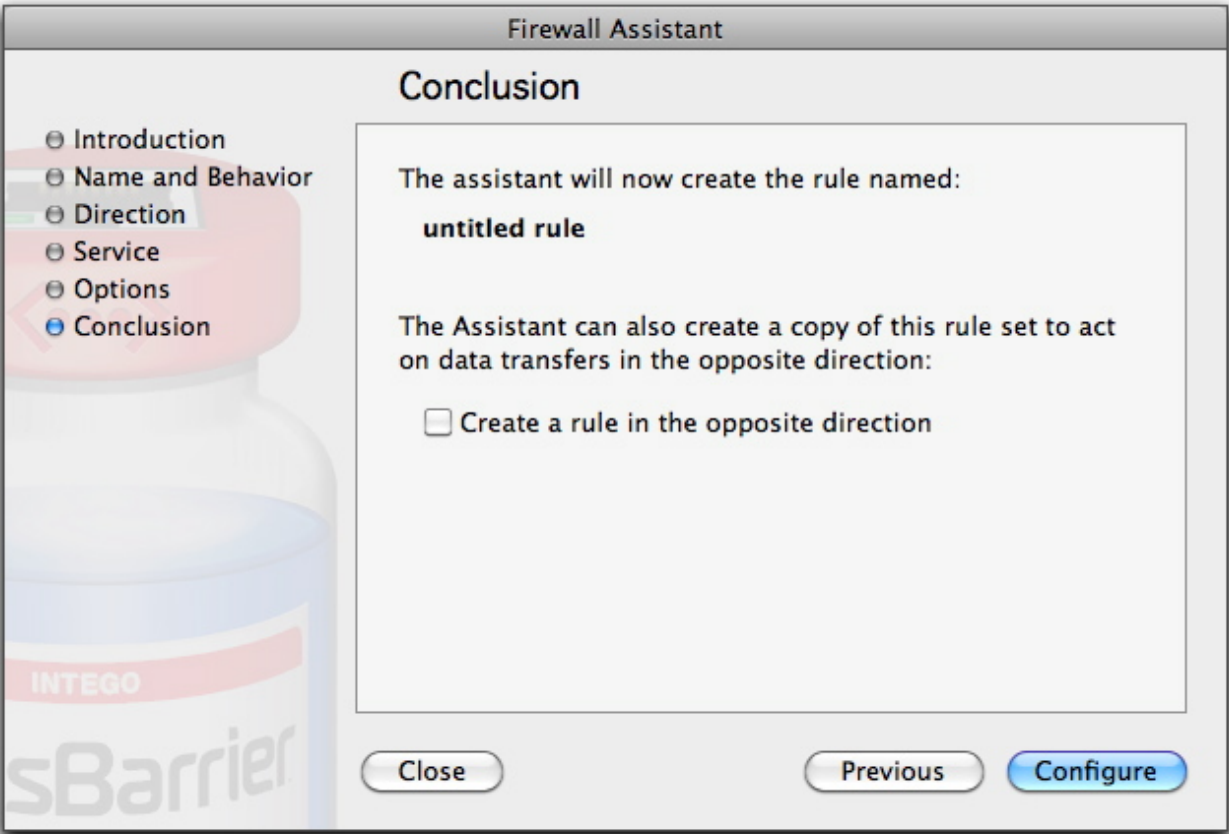 Firewall Assistant
Conclusion
Introduction
Name and Behavior
Direction
Service
Options
Conclusion
The assistant will now create the rule named:
untitled rule
The Assistant can also create a copy of this rule set to act
on data transfers in the opposite direction:
Create a rule in the opposite direction
INTEGO
sBarrier
Close
Previous
Configure